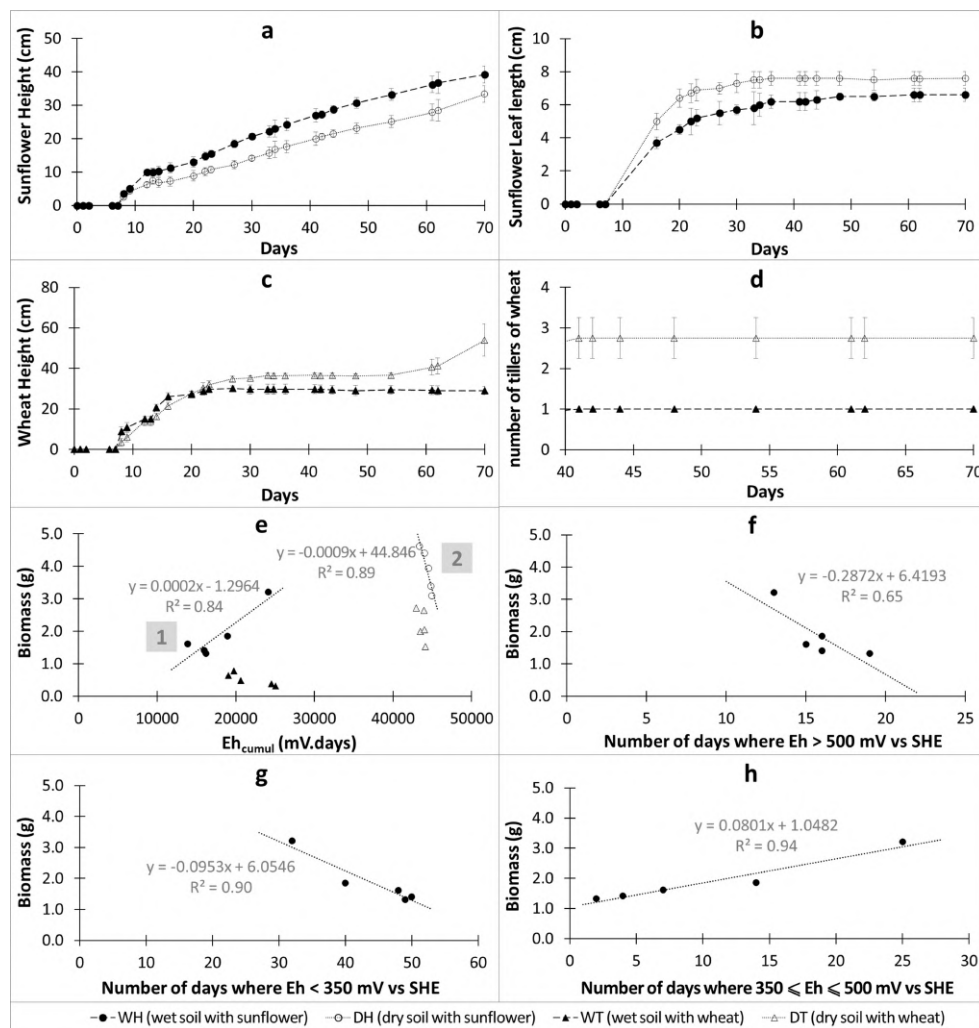 a
Sunflower Height (cm)
50
40
30
20
10
0
0 10 20 30 40 50 60 70
Days
b
Sunflower Leaf length (cm)
10
8
6
4
2
0
0 10 20 30 40 50 60 70
Days
c
Wheat Height (cm)
80
60
40
20
0
0 10 20 30 40 50 60 70
Days
d
number of tillers of wheat
4
3
2
1
0
40 45 50 55 60 65 70
Days
e
Biomass (g)
5.0
4.0
3.0
2.0
1.0
0.0
y = -0.0009x + 44.846
R² = 0.89
2
y = 0.0002x - 1.2964
R² = 0.84
1
0 10000 20000 30000 40000 50000
Ehcumul (mV.days)
f
Biomass (g)
5.0
4.0
3.0
2.0
1.0
0.0
y = -0.2872x + 6.4193
R² = 0.65
0 5 10 15 20 25
Number of days where Eh > 500 mV vs SHE
g
Biomass (g)
5.0
4.0
3.0
2.0
1.0
0.0
y = -0.0953x + 6.0546
R² = 0.90
0 10 20 30 40 50 60
Number of days where Eh < 350 mV vs SHE
h
Biomass (g)
5.0
4.0
3.0
2.0
1.0
0.0
y = 0.0801x + 1.0482
R² = 0.94
0 5 10 15 20 25 30
Number of days where 350 ⩽ Eh ⩽ 500 mV vs SHE
WH (wet soil with sunflower) DH (dry soil with sunflower) WT (wet soil with wheat) DT (dry soil with wheat)